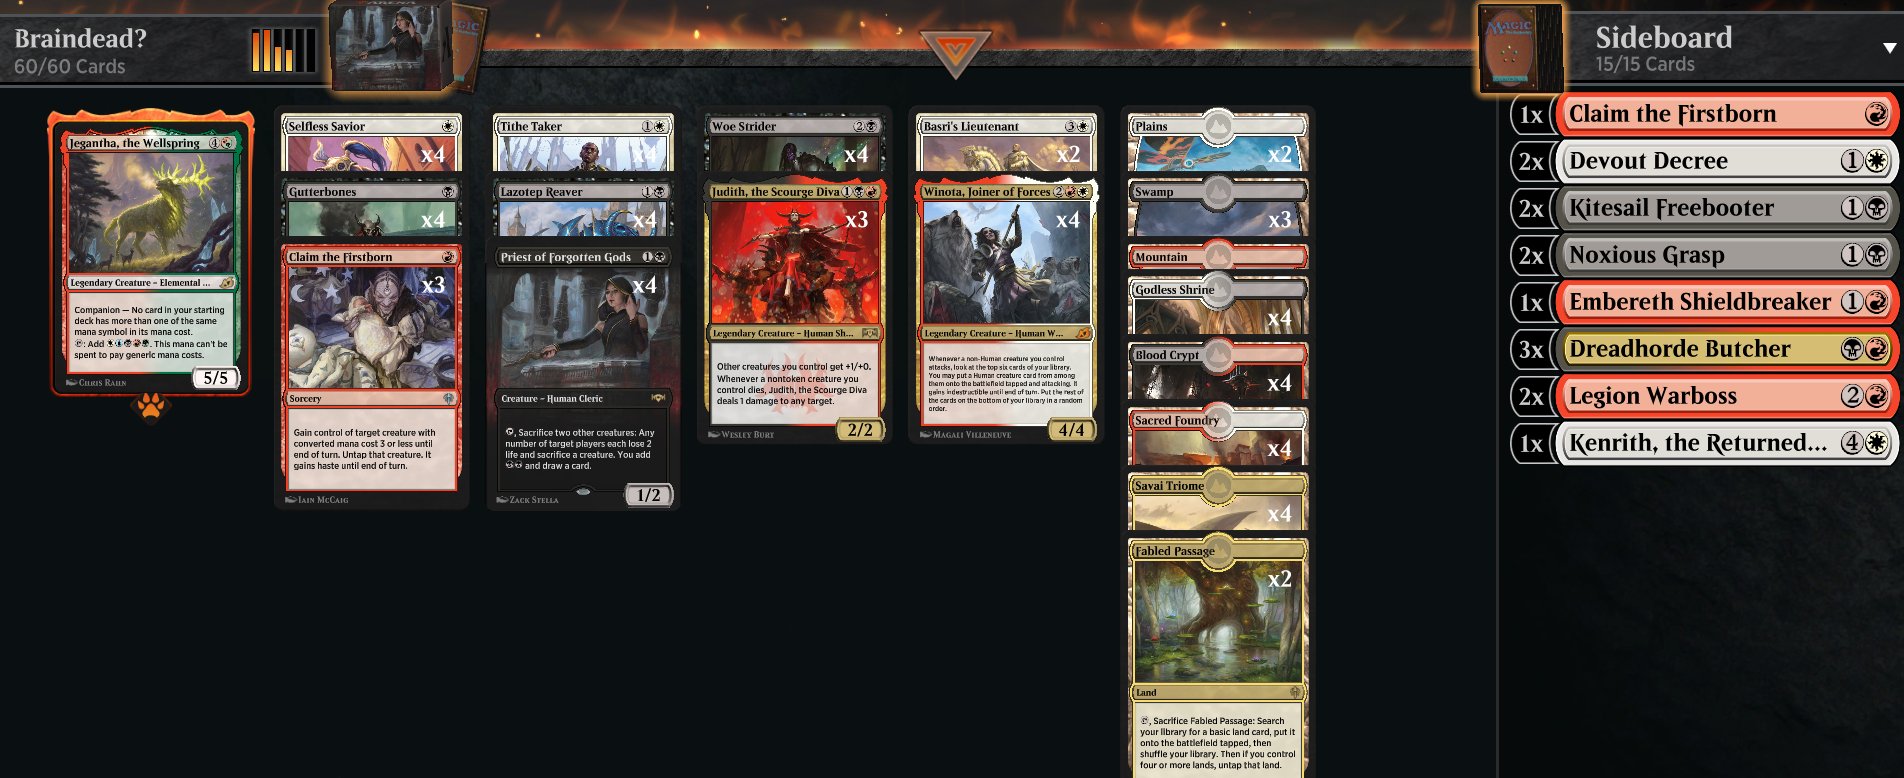 Braindead?
60/60 Cards
Sideboard
15/15 Cards
Jegantha, the Wellspring 4
Legendary Creature – Elemental ...
Companion — No card in your starting
deck has more than one of the same
mana symbol in its mana cost.
: Add . This mana can't be
spent to pay generic mana costs.
Chris Rahn
5/5
Selfless Savior
x4
Gutterbones
x4
Claim the Firstborn
x3
Sorcery
Gain control of target creature with
converted mana cost 3 or less until
end of turn. Untap that creature. It
gains haste until end of turn.
Iain McCaig
Tithe Taker 1
x4
Lazotep Reaver 1
x4
Priest of Forgotten Gods 1
x4
Creature – Human Cleric
, Sacrifice two other creatures: Any
number of target players each lose 2
life and sacrifice a creature. You add
and draw a card.
Zack Stella
1/2
Woe Strider 2
x4
Judith, the Scourge Diva 1
x3
Legendary Creature – Human Sh...
Other creatures you control get +1/+0.
Whenever a nontoken creature you
control dies, Judith, the Scourge Diva
deals 1 damage to any target.
Wesley Burt
2/2
Basri's Lieutenant 3
x2
Winota, Joiner of Forces 2
x4
Legendary Creature – Human W...
Whenever a non-Human creature you control
attacks, look at the top six cards of your library.
You may put a Human creature card from among
them onto the battlefield tapped and attacking. It
gains indestructible until end of turn. Put the rest of
the cards on the bottom of your library in a random
order.
Magali Villeneuve
4/4
Plains
x2
Swamp
x3
Mountain
Godless Shrine
x4
Blood Crypt
x4
Sacred Foundry
x4
Savai Triome
x4
Fabled Passage
x2
Land
, Sacrifice Fabled Passage: Search
your library for a basic land card, put it
onto the battlefield tapped, then
shuffle your library. Then if you control
four or more lands, untap that land.
1x Claim the Firstborn
2x Devout Decree 1
2x Kitesail Freebooter 1
2x Noxious Grasp 1
1x Embereth Shieldbreaker 1
3x Dreadhorde Butcher
2x Legion Warboss 2
1x Kenrith, the Returned... 4